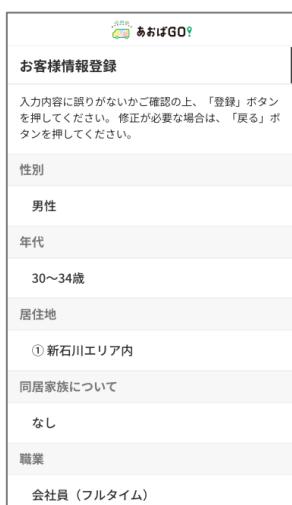 あおばGO!
お客様情報登録
入力内容に誤りがないかご確認の上、「登録」ボタン
を押してください。 修正が必要な場合は、「戻る」ボ
タンを押してください。
性別
男性
年代
30〜34歳
居住地
① 新石川エリア内
同居家族について
なし
職業
会社員（フルタイム）